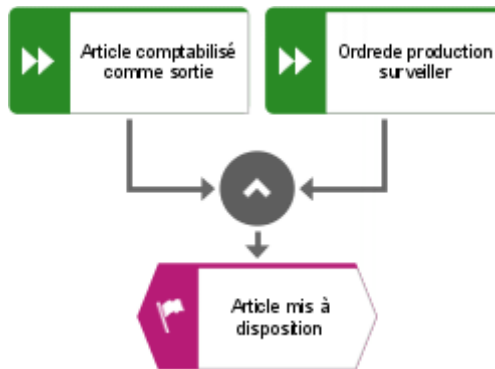 Article comptabilisé
comme sortie
Ordrede production
surveiller
Article mis à
disposition